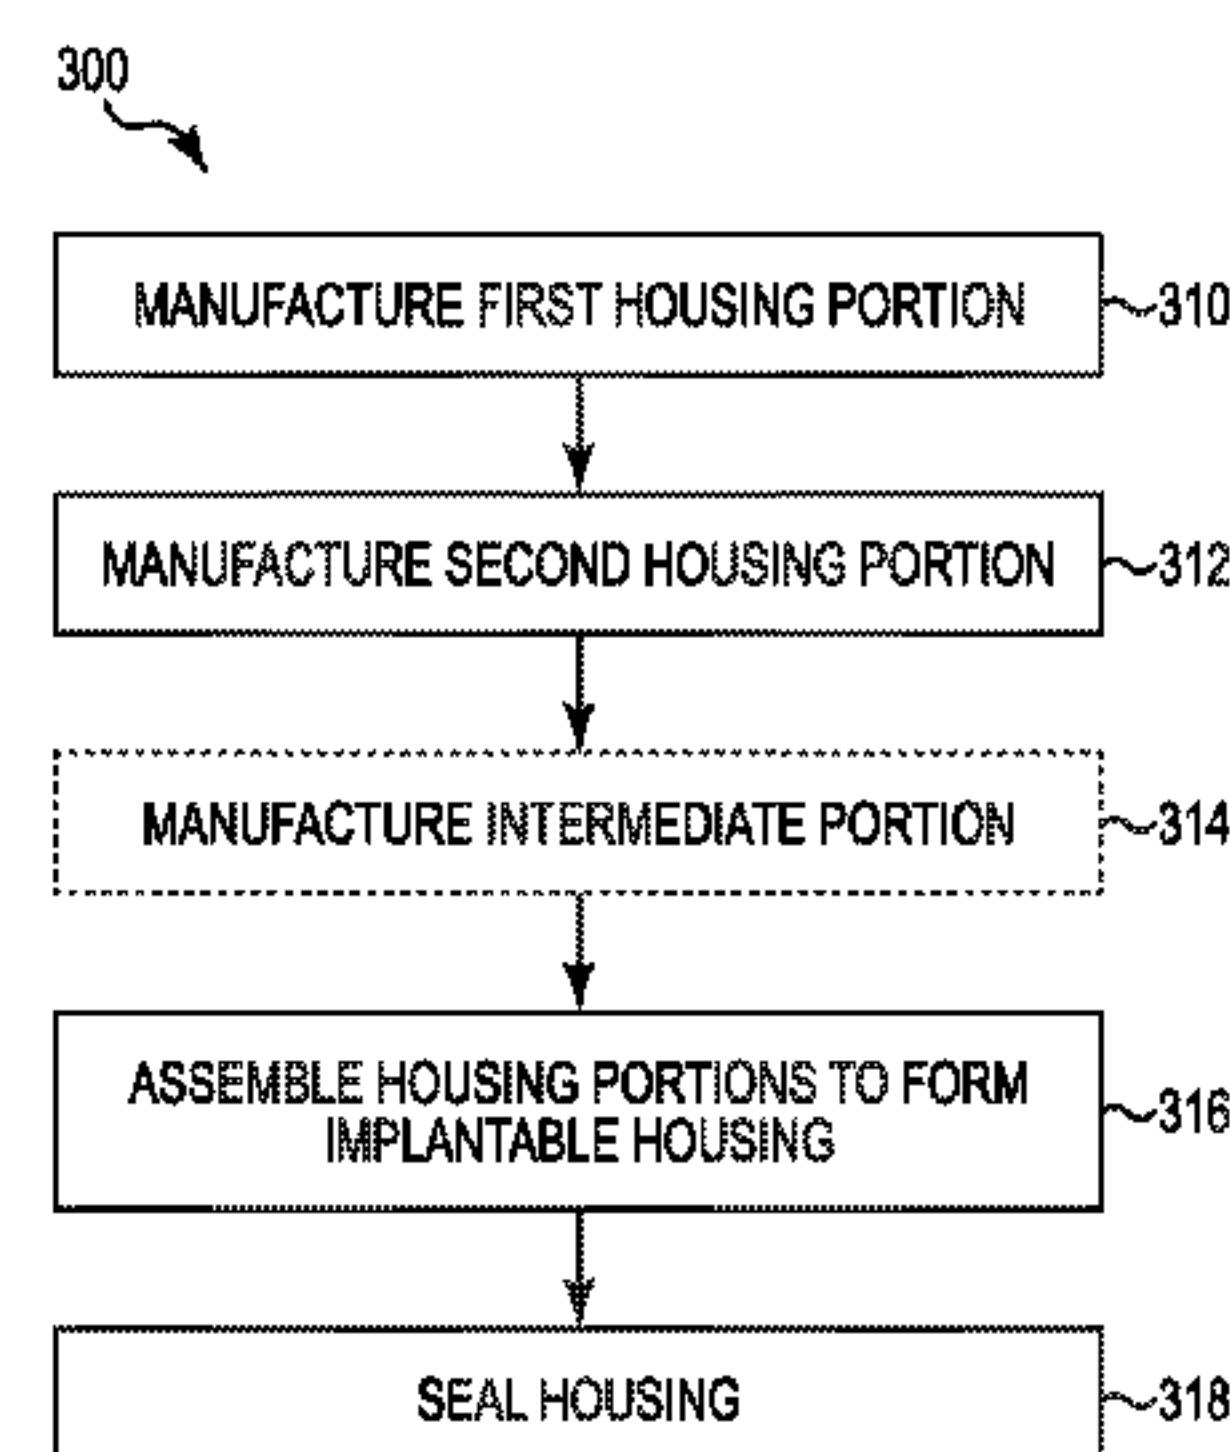 300
MANUFACTURE FIRST HOUSING PORTION
310
MANUFACTURE SECOND HOUSING PORTION
312
MANUFACTURE INTERMEDIATE PORTION
314
ASSEMBLE HOUSING PORTIONS TO FORM
IMPLANTABLE HOUSING
316
SEAL HOUSING
318